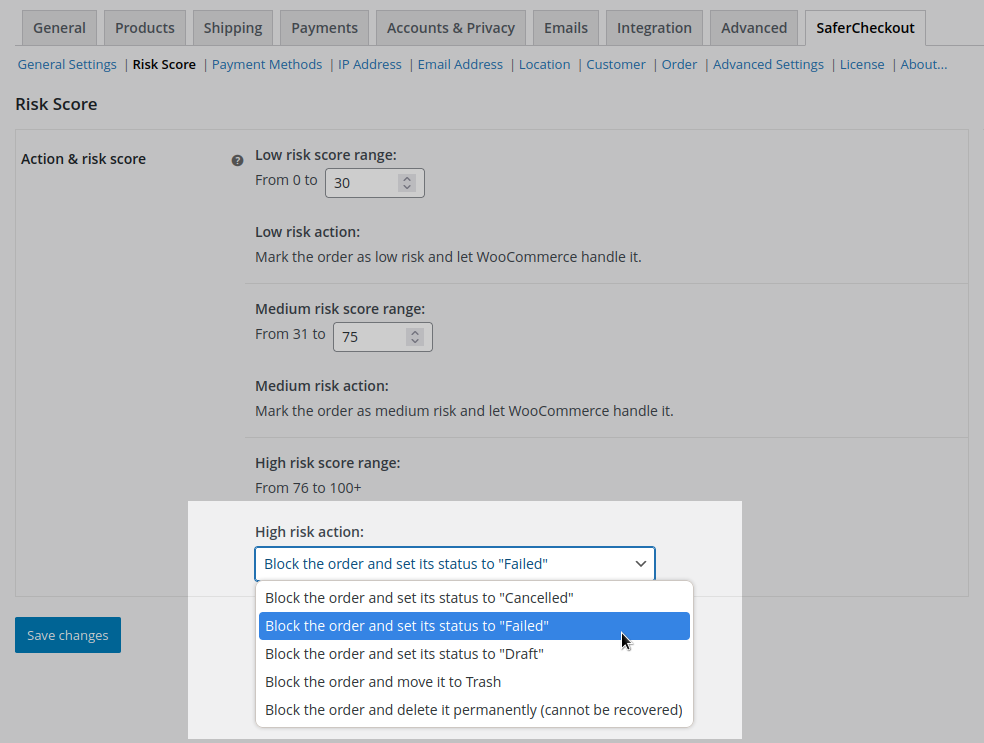 General Products Shipping Payments Accounts & Privacy Emails Integration Advanced SaferCheckout
General Settings | Risk Score | Payment Methods | IP Address | Email Address | Location | Customer | Order | Advanced Settings | License | About...
Risk Score
Action & risk score ?
Low risk score range:
From 0 to 30
Low risk action:
Mark the order as low risk and let WooCommerce handle it.
Medium risk score range:
From 31 to 75
Medium risk action:
Mark the order as medium risk and let WooCommerce handle it.
High risk score range:
From 76 to 100+
High risk action:
Block the order and set its status to "Failed"
Block the order and set its status to "Cancelled"
Block the order and set its status to "Failed"
Block the order and set its status to "Draft"
Block the order and move it to Trash
Block the order and delete it permanently (cannot be recovered)
Save changes